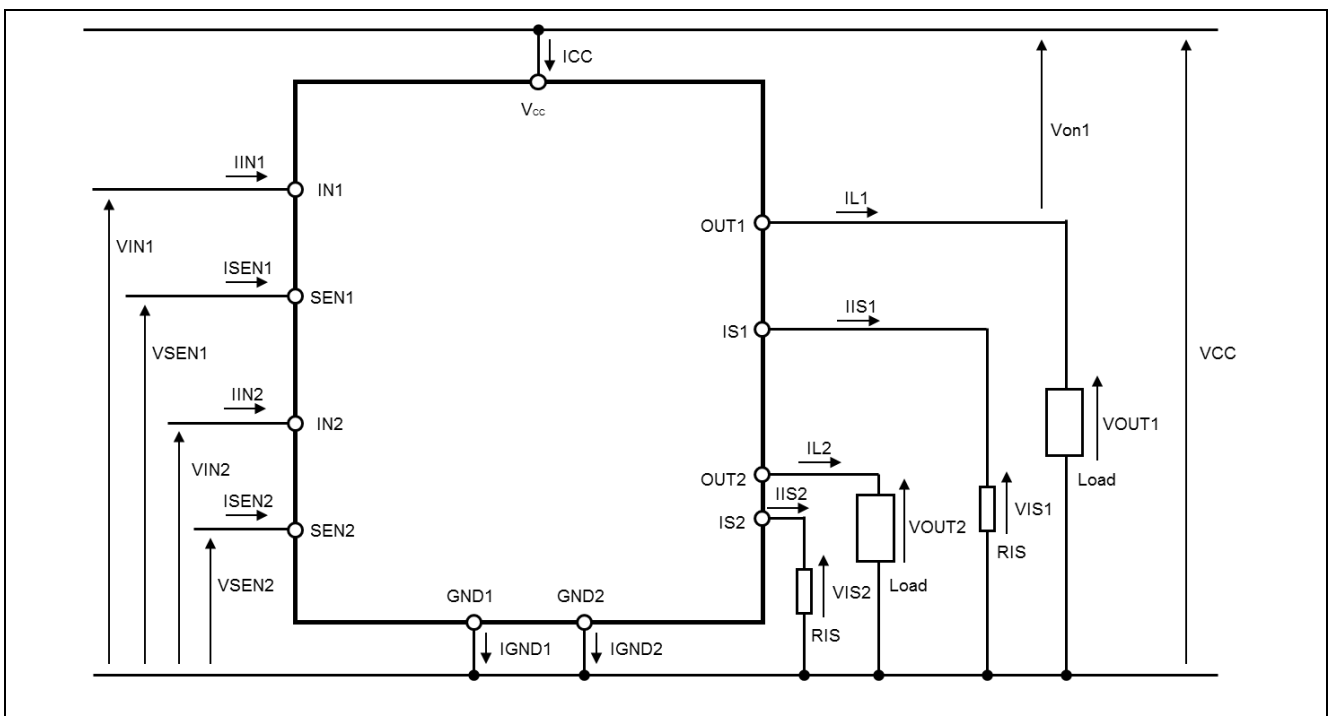 ICC
Vcc
Von1
IIN1
IN1
IL1
OUT1
VIN1
ISEN1
SEN1
IIS1
IS1
VSEN1
VCC
IIN2
IN2
VOUT1
IL2
VIN2
OUT2
Load
ISEN2
IIS2
VIS1
SEN2
IS2
VOUT2
RIS
VSEN2
GND1
GND2
VIS2
Load
RIS
IGND1
IGND2